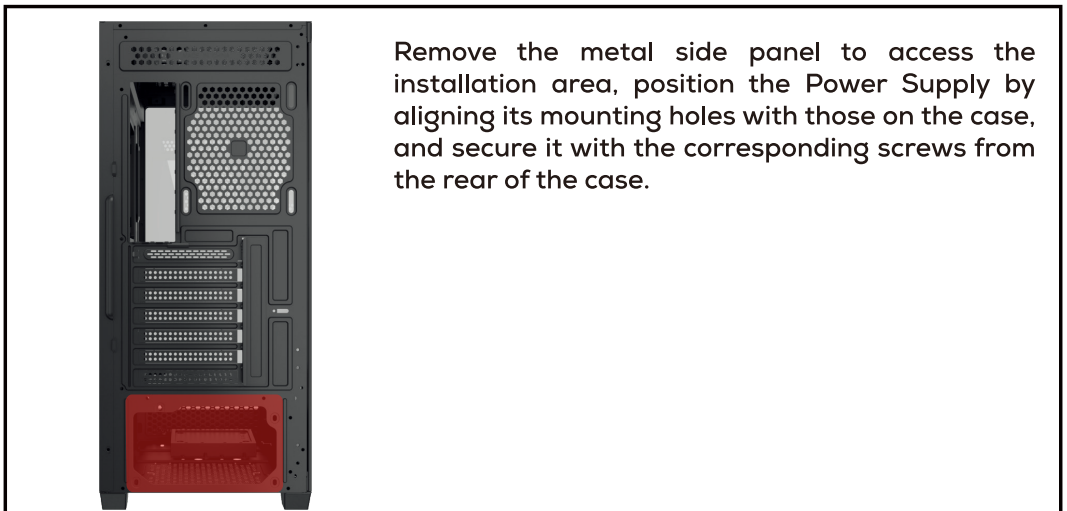 Remove the metal side panel to access the
installation area, position the Power Supply by
aligning its mounting holes with those on the case,
and secure it with the corresponding screws from
the rear of the case.